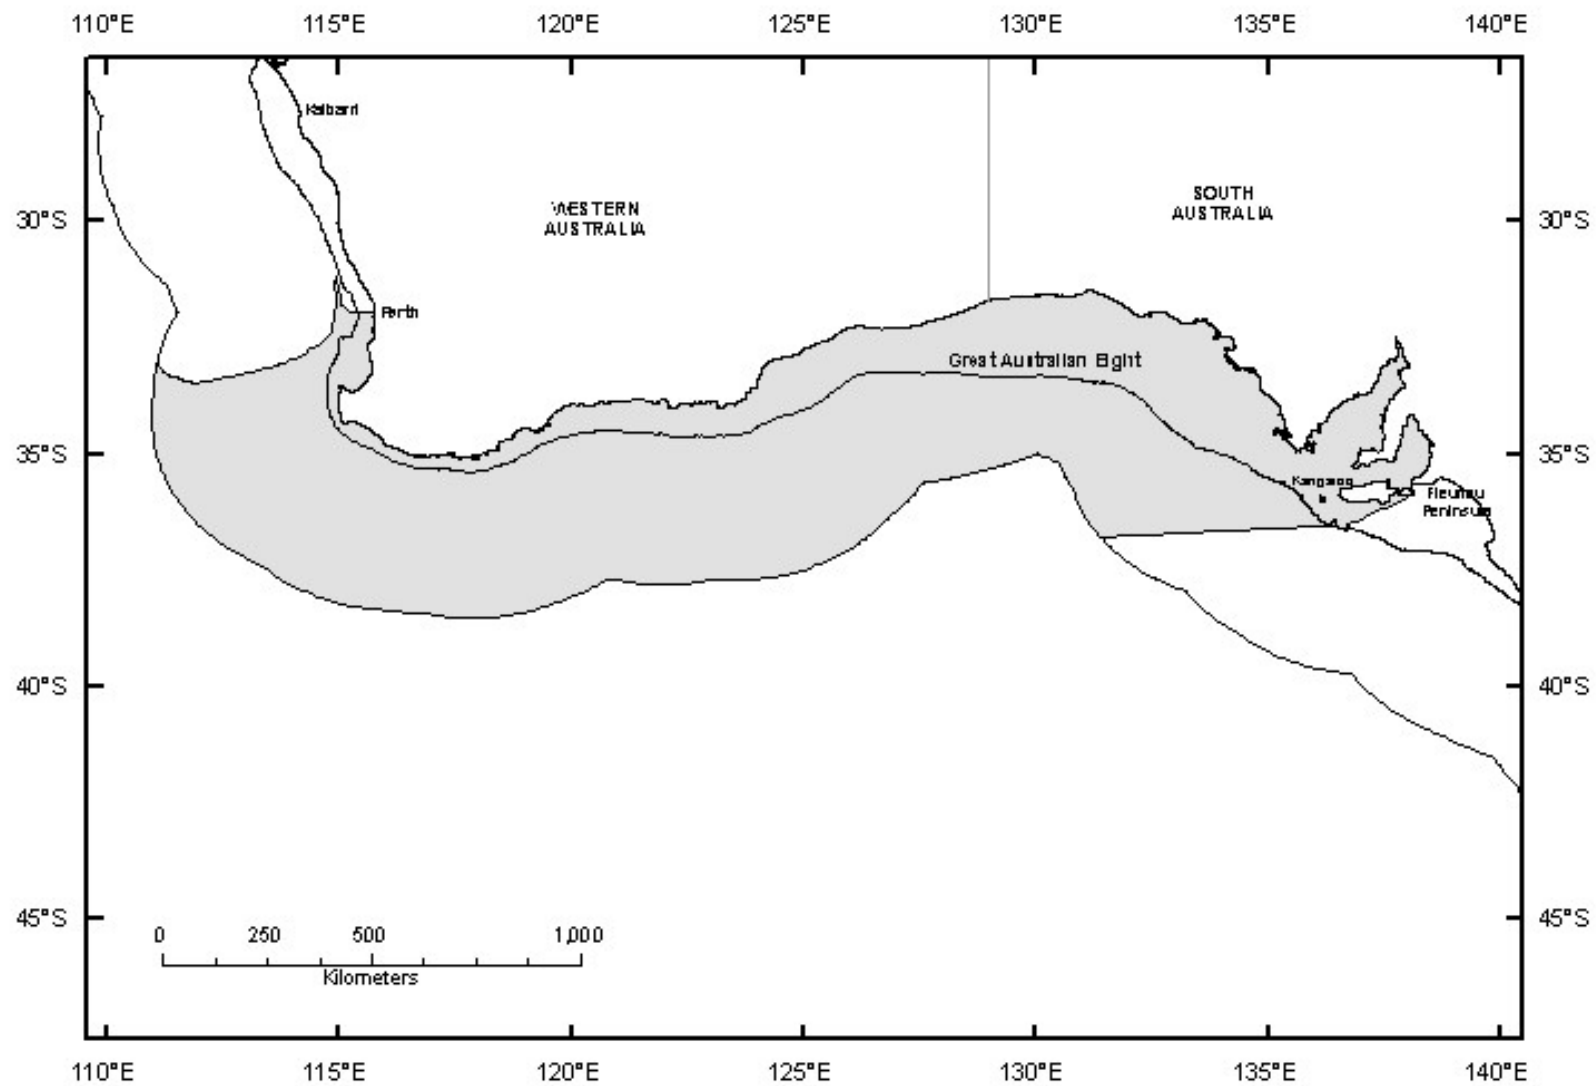 110°E 115°E 120°E 125°E 130°E 135°E 140°E
Kalbarri
WESTERN
AUSTRALIA
SOUTH
AUSTRALIA
30°S 30°S
Perth
Great Australian Bight
35°S 35°S
Kangaroo
Is
Fleurieu
Peninsula
40°S 40°S
45°S 45°S
0 250 500 1,000
Kilometers
110°E 115°E 120°E 125°E 130°E 135°E 140°E